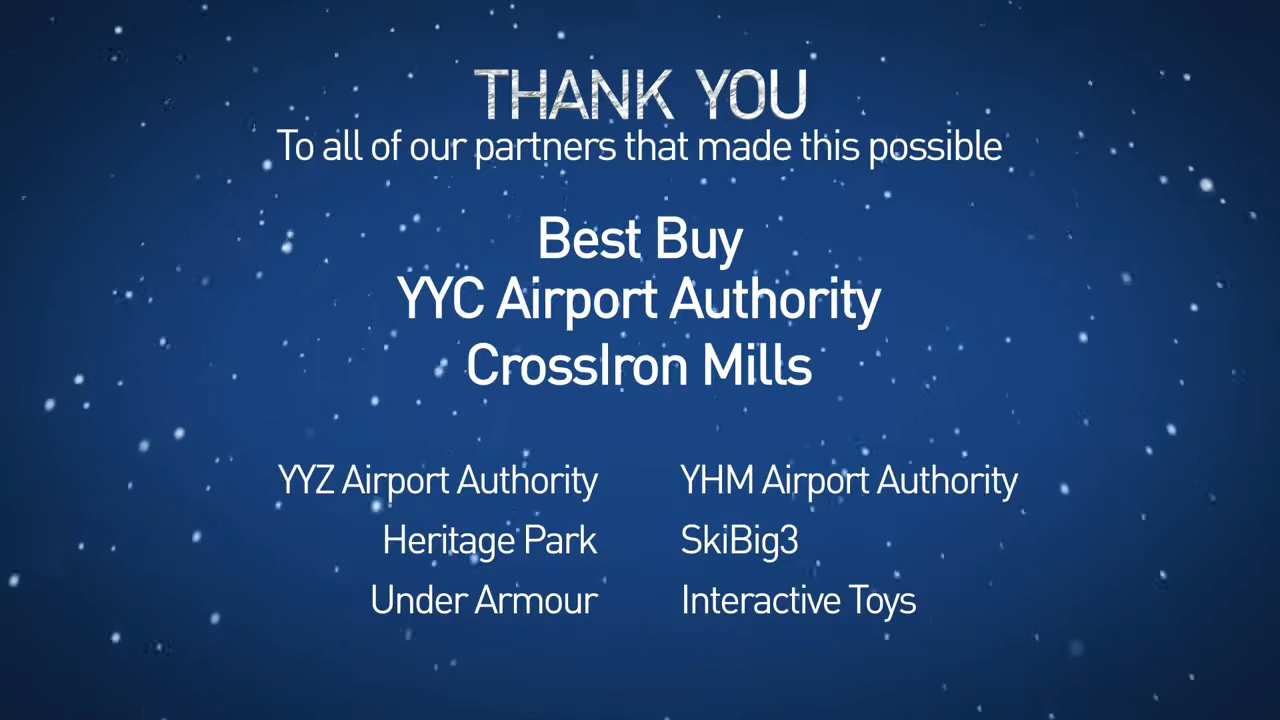 THANK YOU
To all of our partners that made this possible
Best Buy
YYC Airport Authority
CrossIron Mills
YYZ Airport Authority
YHM Airport Authority
Heritage Park
SkiBig3
Under Armour
Interactive Toys